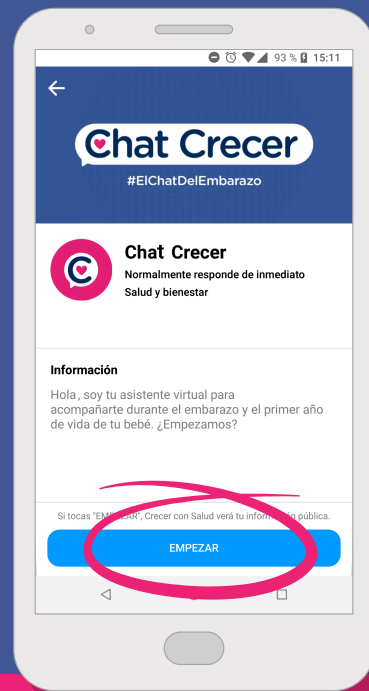 93 % 15:11
Chat Crecer
#ElChatDelEmbarazo
Chat Crecer
Normalmente responde de inmediato
Salud y bienestar
Información
Hola, soy tu asistente virtual para
acompañarte durante el embarazo y el primer año
de vida de tu bebé. ¿Empezamos?
Si tocas "EMPEZAR", Crecer con Salud verá tu información pública.
EMPEZAR